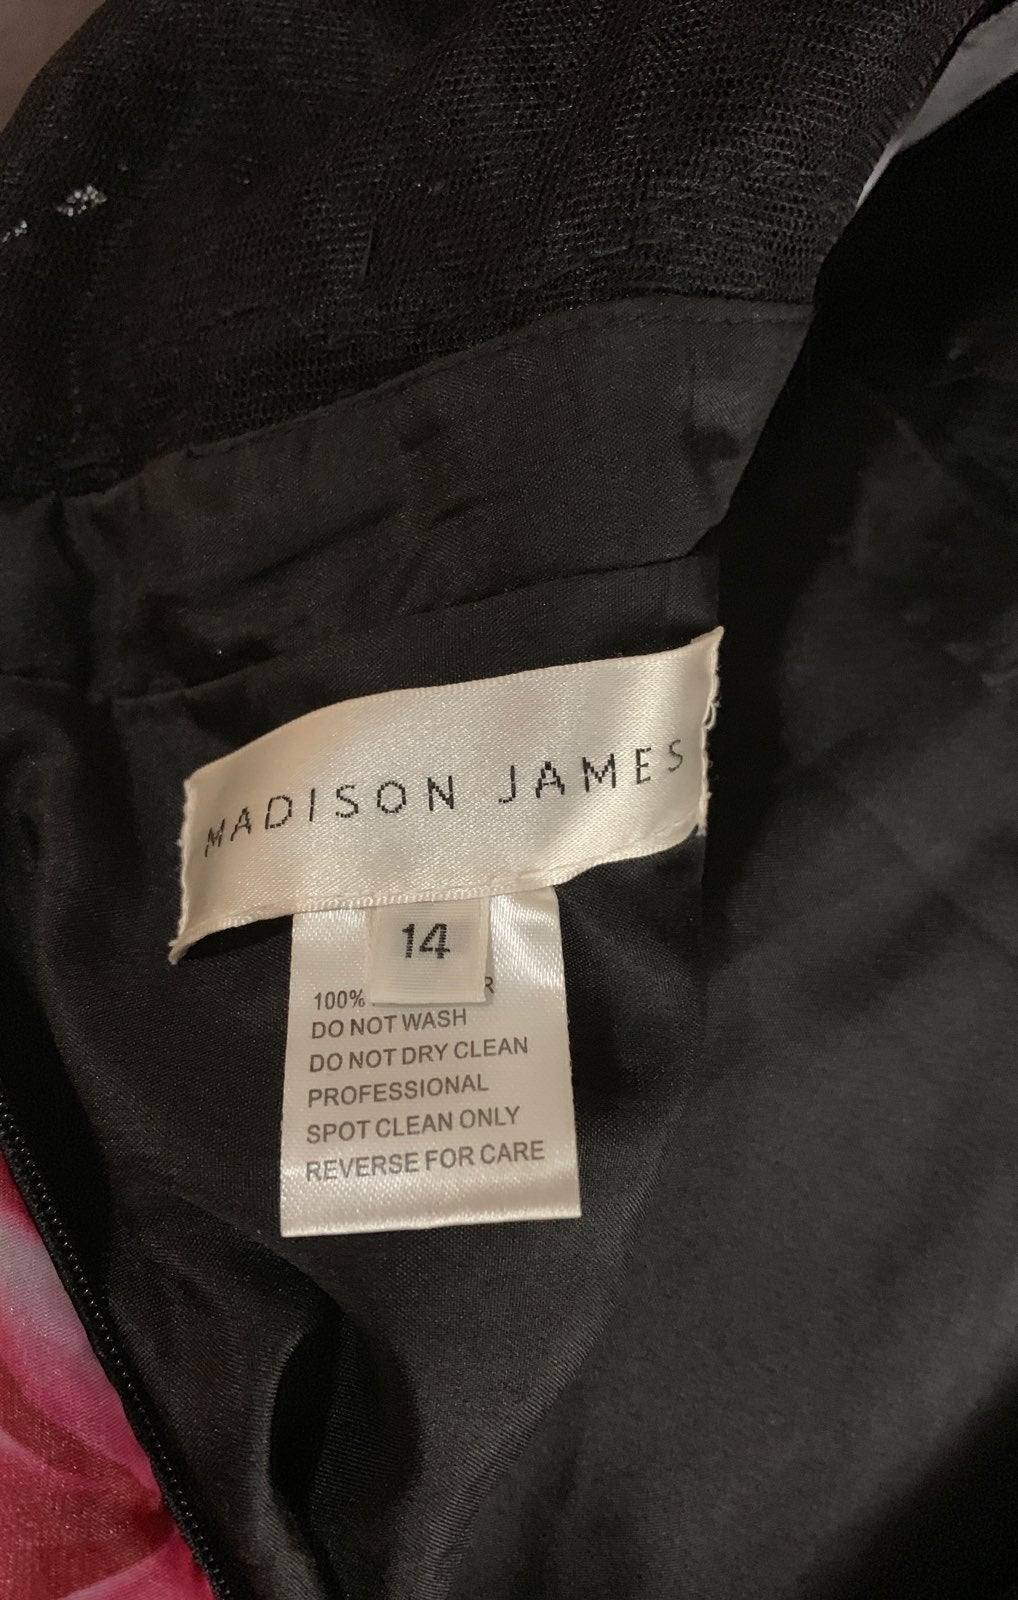 MADISON JAMES
14
100%
DO NOT WASH
DO NOT DRY CLEAN
PROFESSIONAL
SPOT CLEAN ONLY
REVERSE FOR CARE